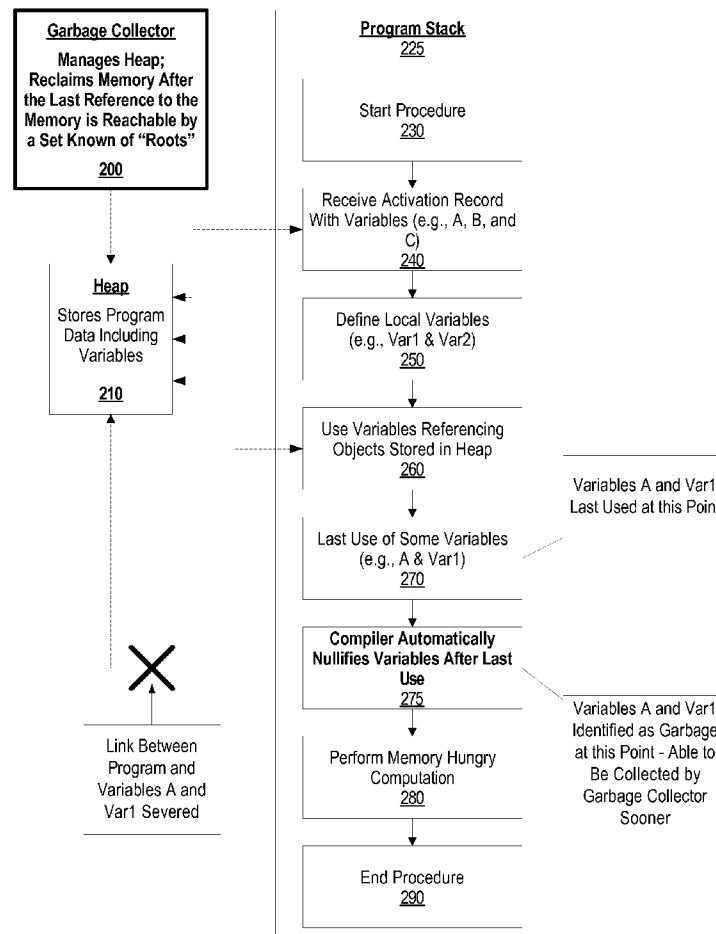 Garbage Collector
Manages Heap;
Reclaims Memory After
the Last Reference to the
Memory is Reachable by
a Set Known of “Roots”
200
Heap
Stores Program
Data Including
Variables
210
Link Between
Program and
Variables A and
Var1 Severed
Program Stack
225
Start Procedure
230
Receive Activation Record
With Variables (e.g., A, B, and
C)
240
Define Local Variables
(e.g., Var1 & Var2)
250
Use Variables Referencing
Objects Stored in Heap
260
Last Use of Some Variables
(e.g., A & Var1)
270
Compiler Automatically
Nullifies Variables After Last
Use
275
Perform Memory Hungry
Computation
280
End Procedure
290
Variables A and Var1
Last Used at this Poin
Variables A and Var1
Identified as Garbage
at this Point - Able to
Be Collected by
Garbage Collector
Sooner